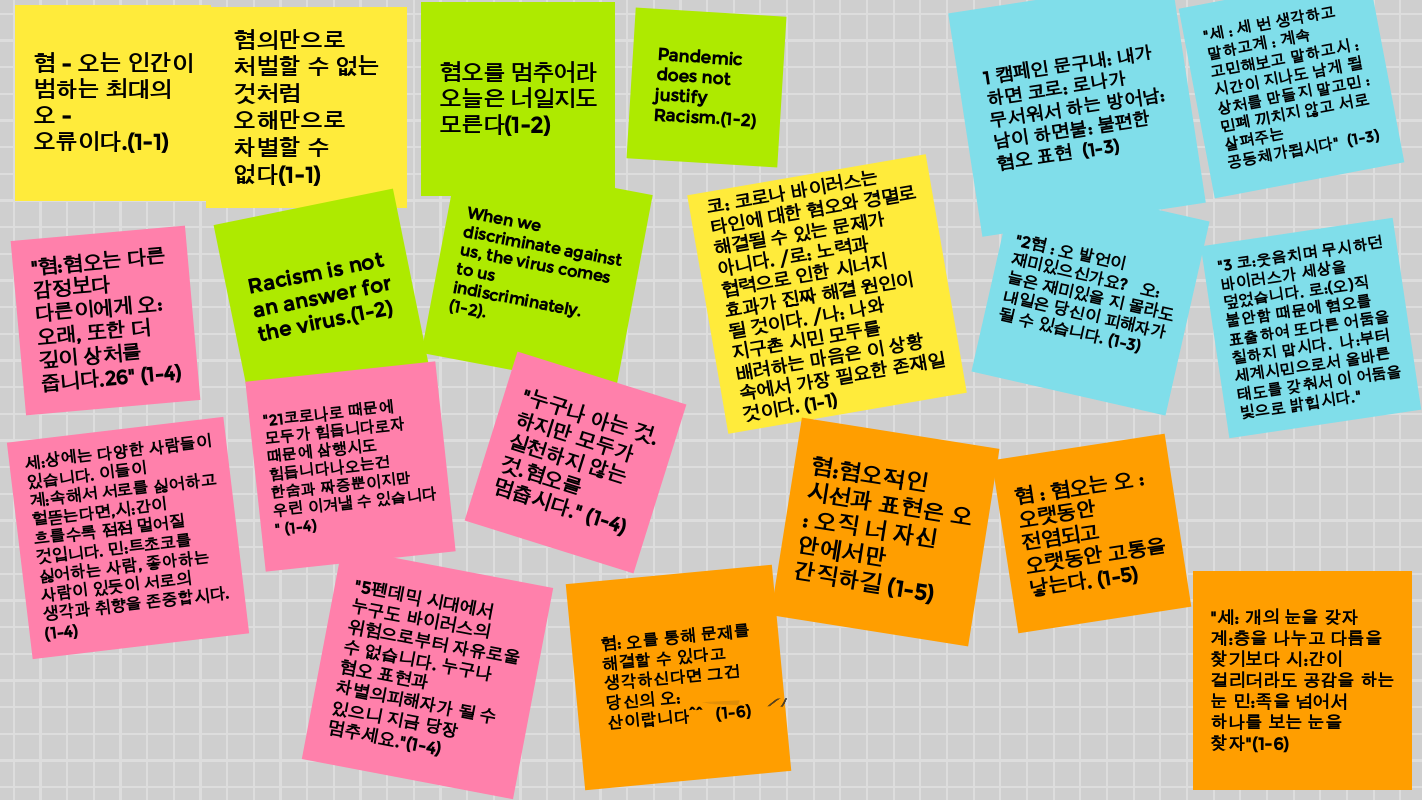 혐 - 오는 인간이
범하는 최대의
오 -
오류이다.(1-1)
혐의만으로
처벌할 수 없는
것처럼
오해만으로
차별할 수
없다(1-1)
혐오를 멈추어라
오늘은 너일지도
모른다(1-2)
Pandemic
does not
justify
Racism.(1-2)
1 캠페인 문구내: 내가
하면 코로: 로나가
무서워서 하는 방어남:
남이 하면불: 불편한
혐오 표현 (1-3)
"세 : 세 번 생각하고
말하고계 : 계속
고민해보고 말하고시 :
시간이 지나도 남게 될
상처를 만들지 말고민 :
민폐 끼치지 않고 서로
살펴주는
공동체가됩시다" (1-3)
"혐:혐오는 다른
감정보다
다른이에게 오:
오래, 또한 더
깊이 상처를
줍니다.26" (1-4)
Racism is not
an answer for
the virus.(1-2)
When we
discriminate against
us, the virus comes
to us
indiscriminately.
(1-2).
코: 코로나 바이러스는
타인에 대한 혐오와 경멸로
해결될 수 있는 문제가
아니다. /로: 노력과
협력으로 인한 시너지
효과가 진짜 해결 원인이
될 것이다. /나: 나와
지구촌 시민 모두를
배려하는 마음은 이 상황
속에서 가장 필요한 존재일
것이다. (1-1)
"2혐 : 오 발언이
재미있으신가요? 오:
늘은 재미있을 지 몰라도
내일은 당신이 피해자가
될 수 있습니다. (1-3)
"3 코:웃음치며 무시하던
바이러스가 세상을
덮었습니다. 로:(오)직
불안함 때문에 혐오를
표출하여 또다른 어둠을
칠하지 맙시다. 나:부터
세계시민으로서 올바른
태도를 갖춰서 이 어둠을
빛으로 밝힙시다."
세:상에는 다양한 사람들이
있습니다. 이들이
계:속해서 서로를 싫어하고
헐뜯는다면,시:간이
흐를수록 점점 멀어질
것입니다. 민:트초코를
싫어하는 사람, 좋아하는
사람이 있듯이 서로의
생각과 취향을 존중합시다.
(1-4)
"21코로나로 때문에
모두가 힘듭니다로자
때문에 삼행시도
힘듭니다나오는건
한숨과 짜증뿐이지만
우린 이겨낼 수 있습니다
" (1-4)
"누구나 아는 것.
하지만 모두가
실천하지 않는
것.혐오를
멈춥시다." (1-4)
혐:혐오적인
시선과 표현은 오
: 오직 너 자신
안에서만
간직하길 (1-5)
혐 : 혐오는 오 :
오랫동안
전염되고
오랫동안 고통을
낳는다. (1-5)
"5펜데믹 시대에서
누구도 바이러스의
위험으로부터 자유로울
수 없습니다. 누구나
혐오 표현과
차별의피해자가 될 수
있으니 지금 당장
멈추세요."(1-4)
혐: 오를 통해 문제를
해결할 수 있다고
생각하신다면 그건
당신의 오:
산이랍니다^^ (1-6)
"세: 개의 눈을 갖자
계:층을 나누고 다름을
찾기보다 시:간이
걸리더라도 공감을 하는
눈 민:족을 넘어서
하나를 보는 눈을
찾자"(1-6)